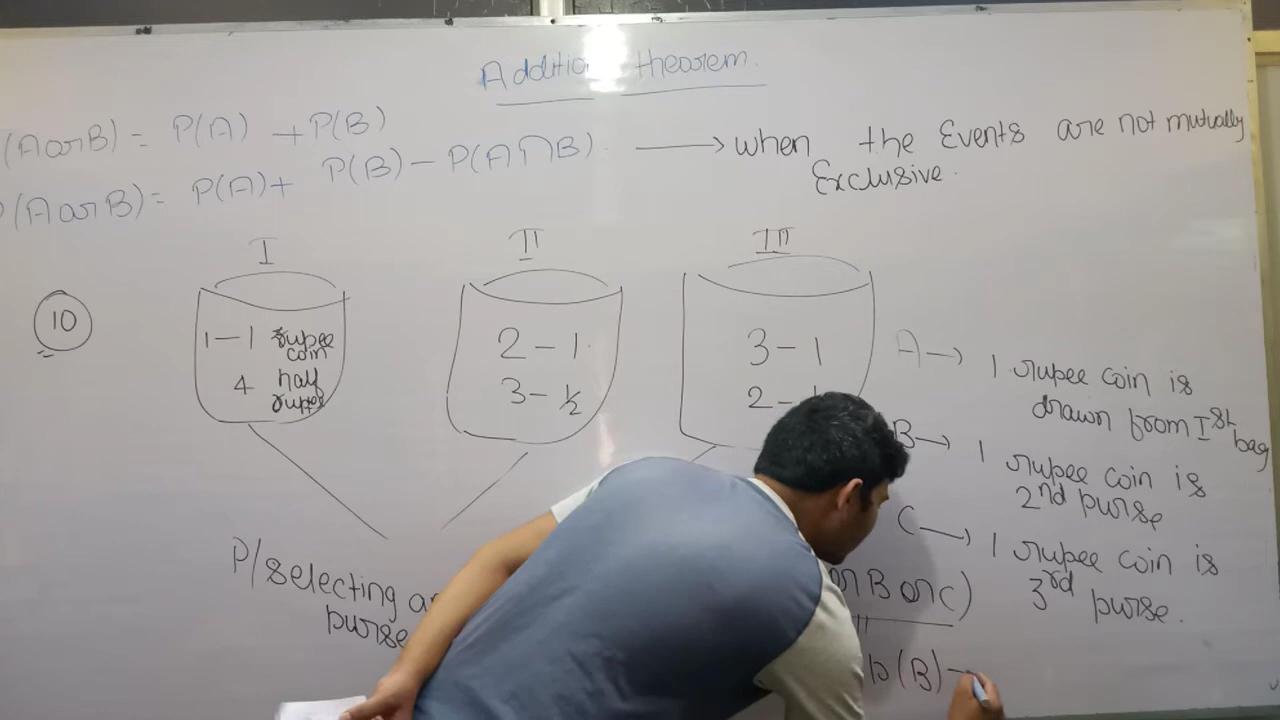 Addition theorem.
(A or B) = P(A) + P(B)
(A or B) = P(A) + P(B) - P(A∩B) → when the Events are not mutually
Exclusive.
I
II
III
10
1-1 rupee
coin
4 half
rupee
2-1
3-½
3-1
2-
A → 1 rupee coin is
drawn from Ist bag
B → 1 rupee coin is
2nd purse
C → 1 rupee coin is
3rd purse.
P/selecting a
purse
or B or C)
P(B) -